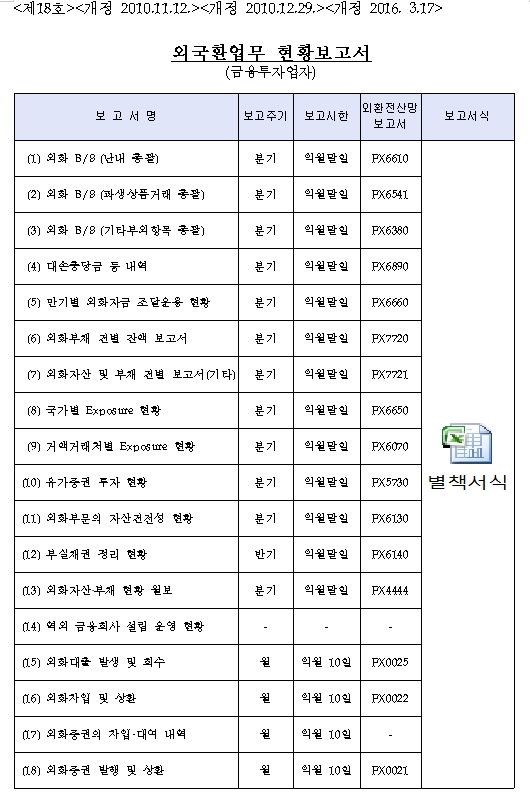 <제18호><개정 2010.11.12.><개정 2010.12.29.><개정 2016. 3.17>
외국환업무 현황보고서
(금융투자업자)
보 고 서 명 보고주기 보고시한 외환전산망 보고서 보고서식
(1) 외화 B/S (난내 총괄) 분기 익월말일 PX6610
(2) 외화 B/S (파생상품거래 총괄) 분기 익월말일 PX6541
(3) 외화 B/S (기타부외항목 총괄) 분기 익월말일 PX6380
(4) 대손충당금 등 내역 분기 익월말일 PX6890
(5) 만기별 외화자금 조달운용 현황 분기 익월말일 PX6660
(6) 외화부채 건별 잔액 보고서 분기 익월말일 PX7720
(7) 외화자산 및 부채 건별 보고서(기타) 분기 익월말일 PX7721
(8) 국가별 Exposure 현황 분기 익월말일 PX6650
(9) 거액거래처별 Exposure 현황 분기 익월말일 PX6070
(10) 유가증권 투자 현황 분기 익월말일 PX5730
(11) 외화부문의 자산건전성 현황 분기 익월말일 PX6130
(12) 부실채권 정리 현황 반기 익월말일 PX6140
(13) 외화자산·부채 현황 월보 분기 익월말일 PX4444
(14) 역외 금융회사 설립 운영 현황 - - -
(15) 외화대출 발생 및 회수 월 익월 10일 PX0025
(16) 외화차입 및 상환 월 익월 10일 PX0022
(17) 외화증권의 차입·대여 내역 월 익월 10일 -
(18) 외화증권 발행 및 상환 월 익월 10일 PX0021
별책서식